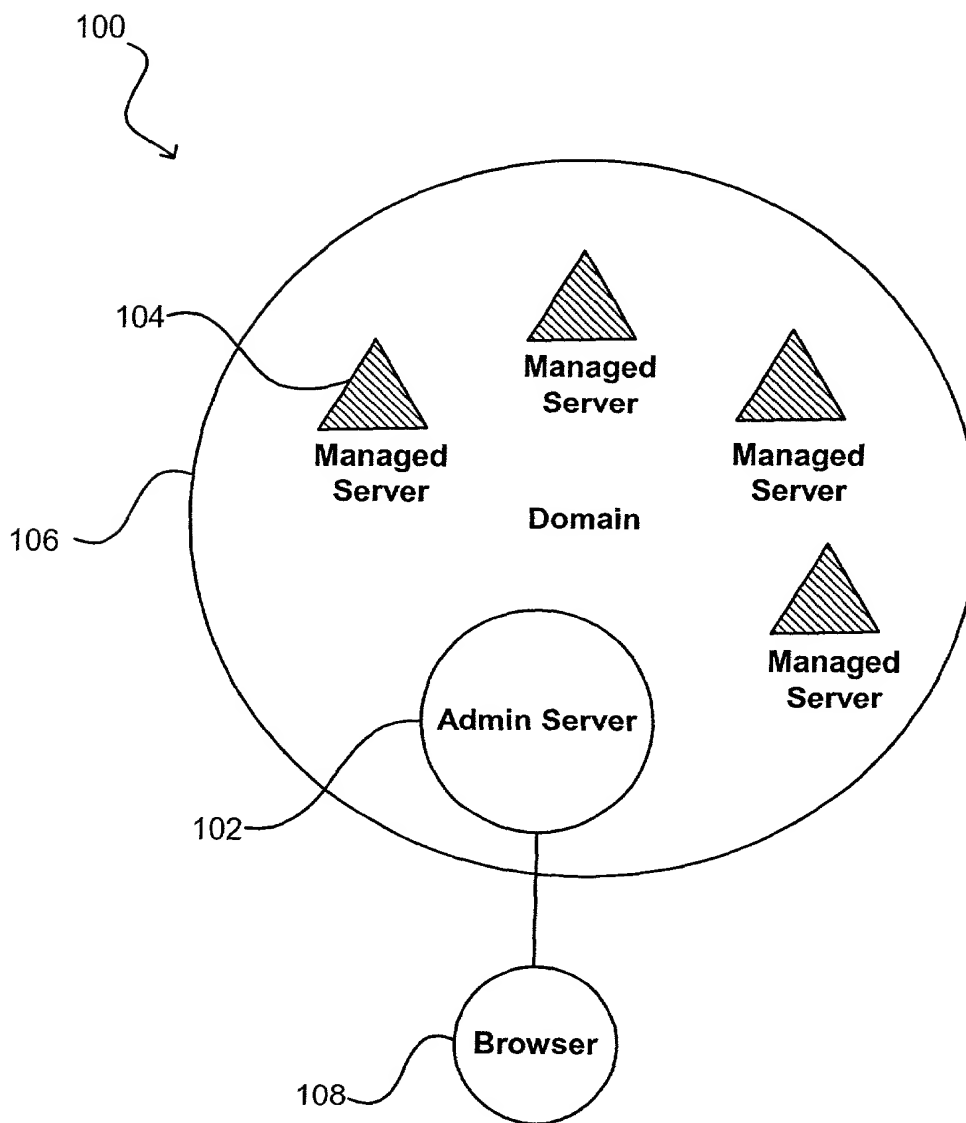 100
104
Managed
Server
Managed
Server
Managed
Server
106
Domain
Managed
Server
Admin Server
102
Browser
108